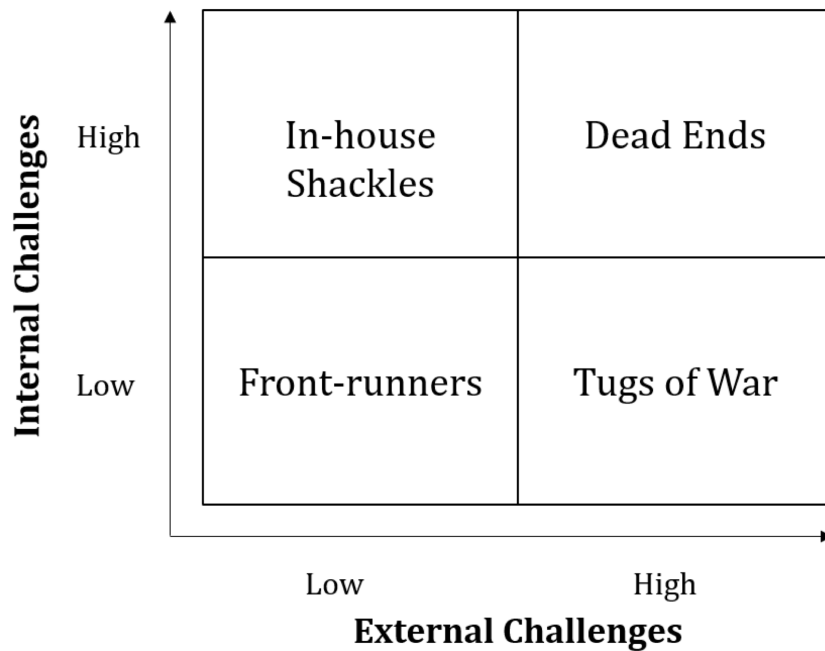 Internal Challenges
High
In-house
Shackles
Dead Ends
Low
Front-runners
Tugs of War
Low
High
External Challenges